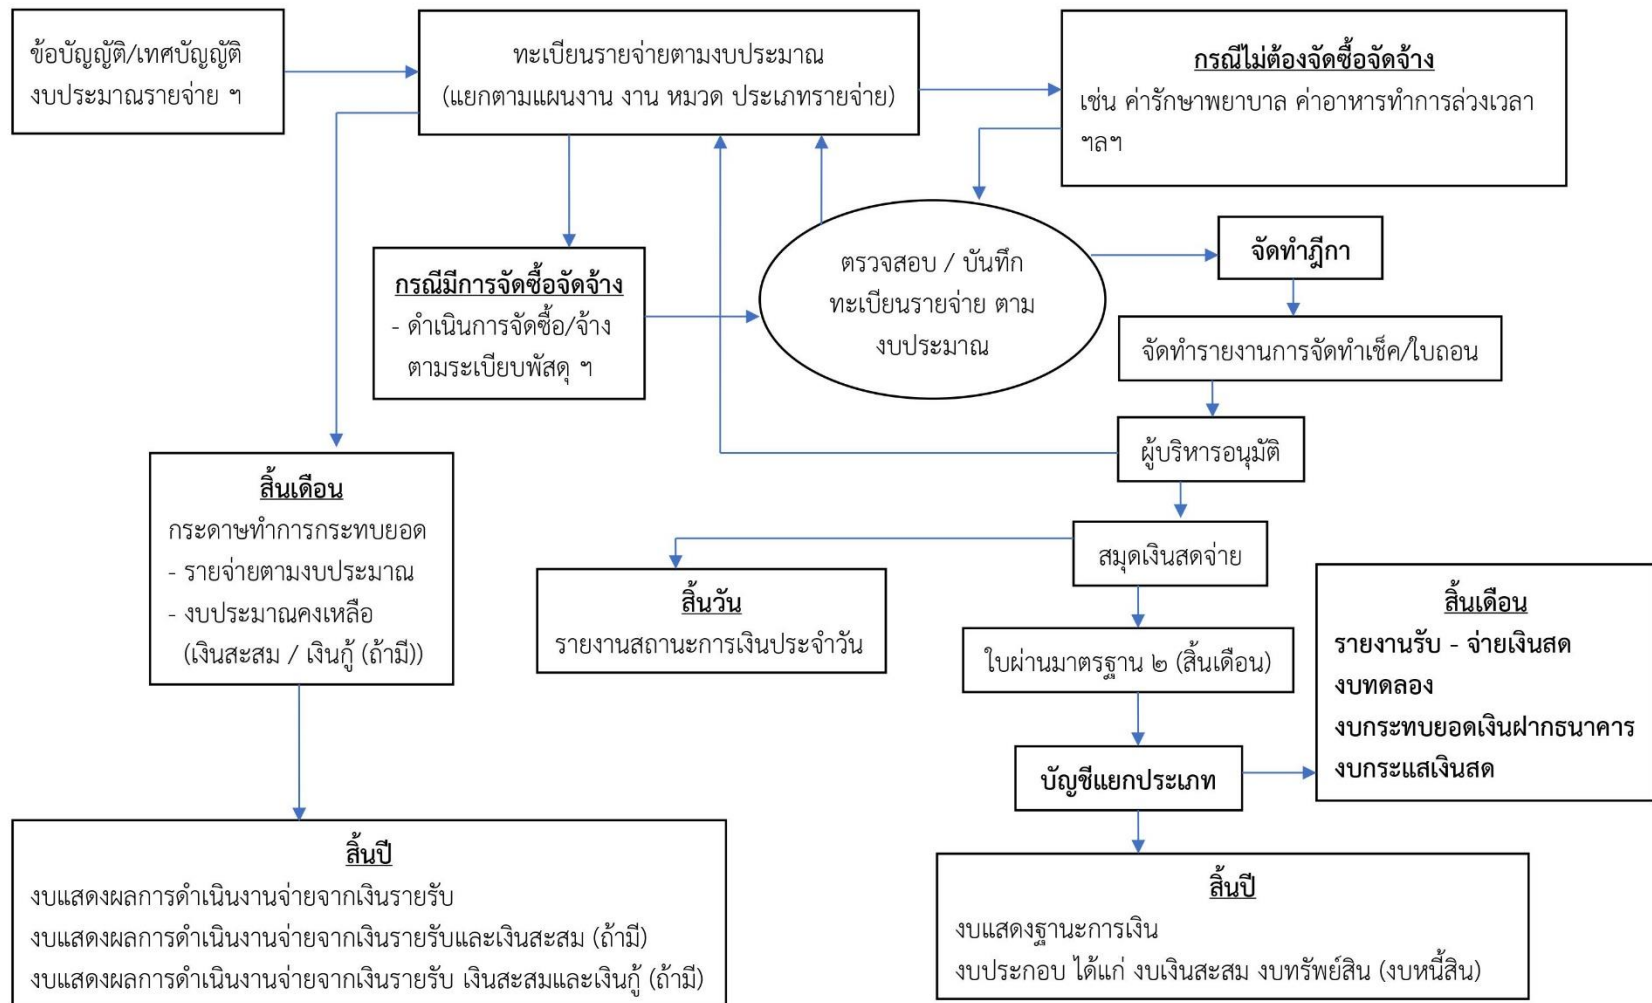 ข้อบัญญัติ/เทศบัญญัติ
งบประมาณรายจ่าย ฯ
ทะเบียนรายจ่ายตามงบประมาณ
(แยกตามแผนงาน งาน หมวด ประเภทรายจ่าย)
กรณีไม่ต้องจัดซื้อจัดจ้าง
เช่น ค่ารักษาพยาบาล ค่าอาหารทำการล่วงเวลา
ฯลฯ
กรณีมีการจัดซื้อจัดจ้าง
- ดำเนินการจัดซื้อ/จ้าง
ตามระเบียบพัสดุ ฯ
ตรวจสอบ / บันทึก
ทะเบียนรายจ่าย ตาม
งบประมาณ
จัดทำฎีกา
จัดทำรายงานการจัดทำเช็ค/ใบถอน
ผู้บริหารอนุมัติ
สิ้นเดือน
กระดาษทำการกระทบยอด
- รายจ่ายตามงบประมาณ
- งบประมาณคงเหลือ
(เงินสะสม / เงินกู้ (ถ้ามี))
สมุดเงินสดจ่าย
สิ้นวัน
รายงานสถานะการเงินประจำวัน
ใบผ่านมาตรฐาน ๒ (สิ้นเดือน)
สิ้นเดือน
รายงานรับ - จ่ายเงินสด
งบทดลอง
งบกระทบยอดเงินฝากธนาคาร
งบกระแสเงินสด
บัญชีแยกประเภท
สิ้นปี
งบแสดงผลการดำเนินงานจ่ายจากเงินรายรับ
งบแสดงผลการดำเนินงานจ่ายจากเงินรายรับและเงินสะสม (ถ้ามี)
งบแสดงผลการดำเนินงานจ่ายจากเงินรายรับ เงินสะสมและเงินกู้ (ถ้ามี)
สิ้นปี
งบแสดงฐานะการเงิน
งบประกอบ ได้แก่ งบเงินสะสม งบทรัพย์สิน (งบหนี้สิน)